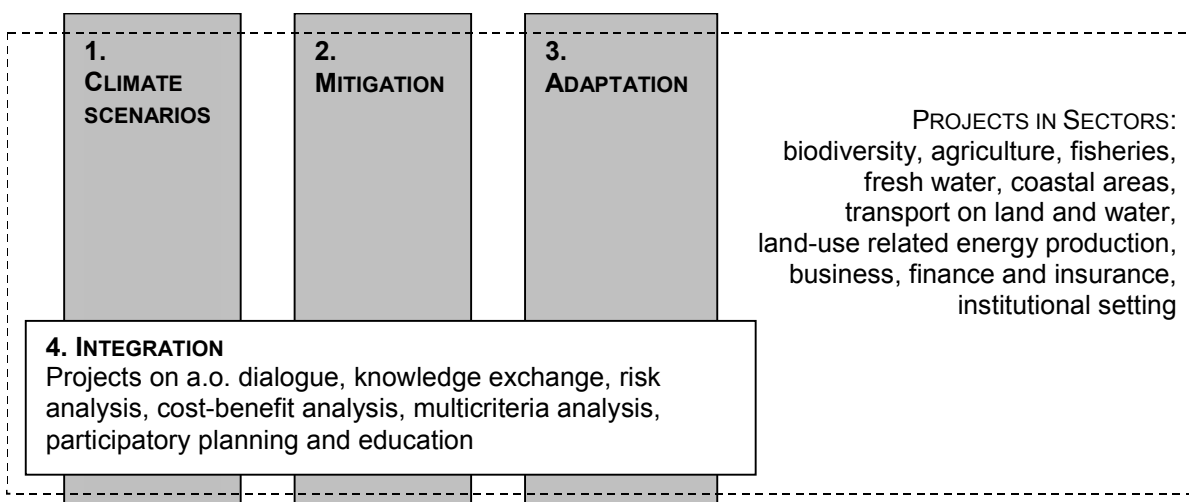 1.
CLIMATE
SCENARIOS
2.
MITIGATION
3.
ADAPTATION
PROJECTS IN SECTORS:
biodiversity, agriculture, fisheries,
fresh water, coastal areas,
transport on land and water,
land-use related energy production,
business, finance and insurance,
institutional setting
4. INTEGRATION
Projects on a.o. dialogue, knowledge exchange, risk
analysis, cost-benefit analysis, multicriteria analysis,
participatory planning and education